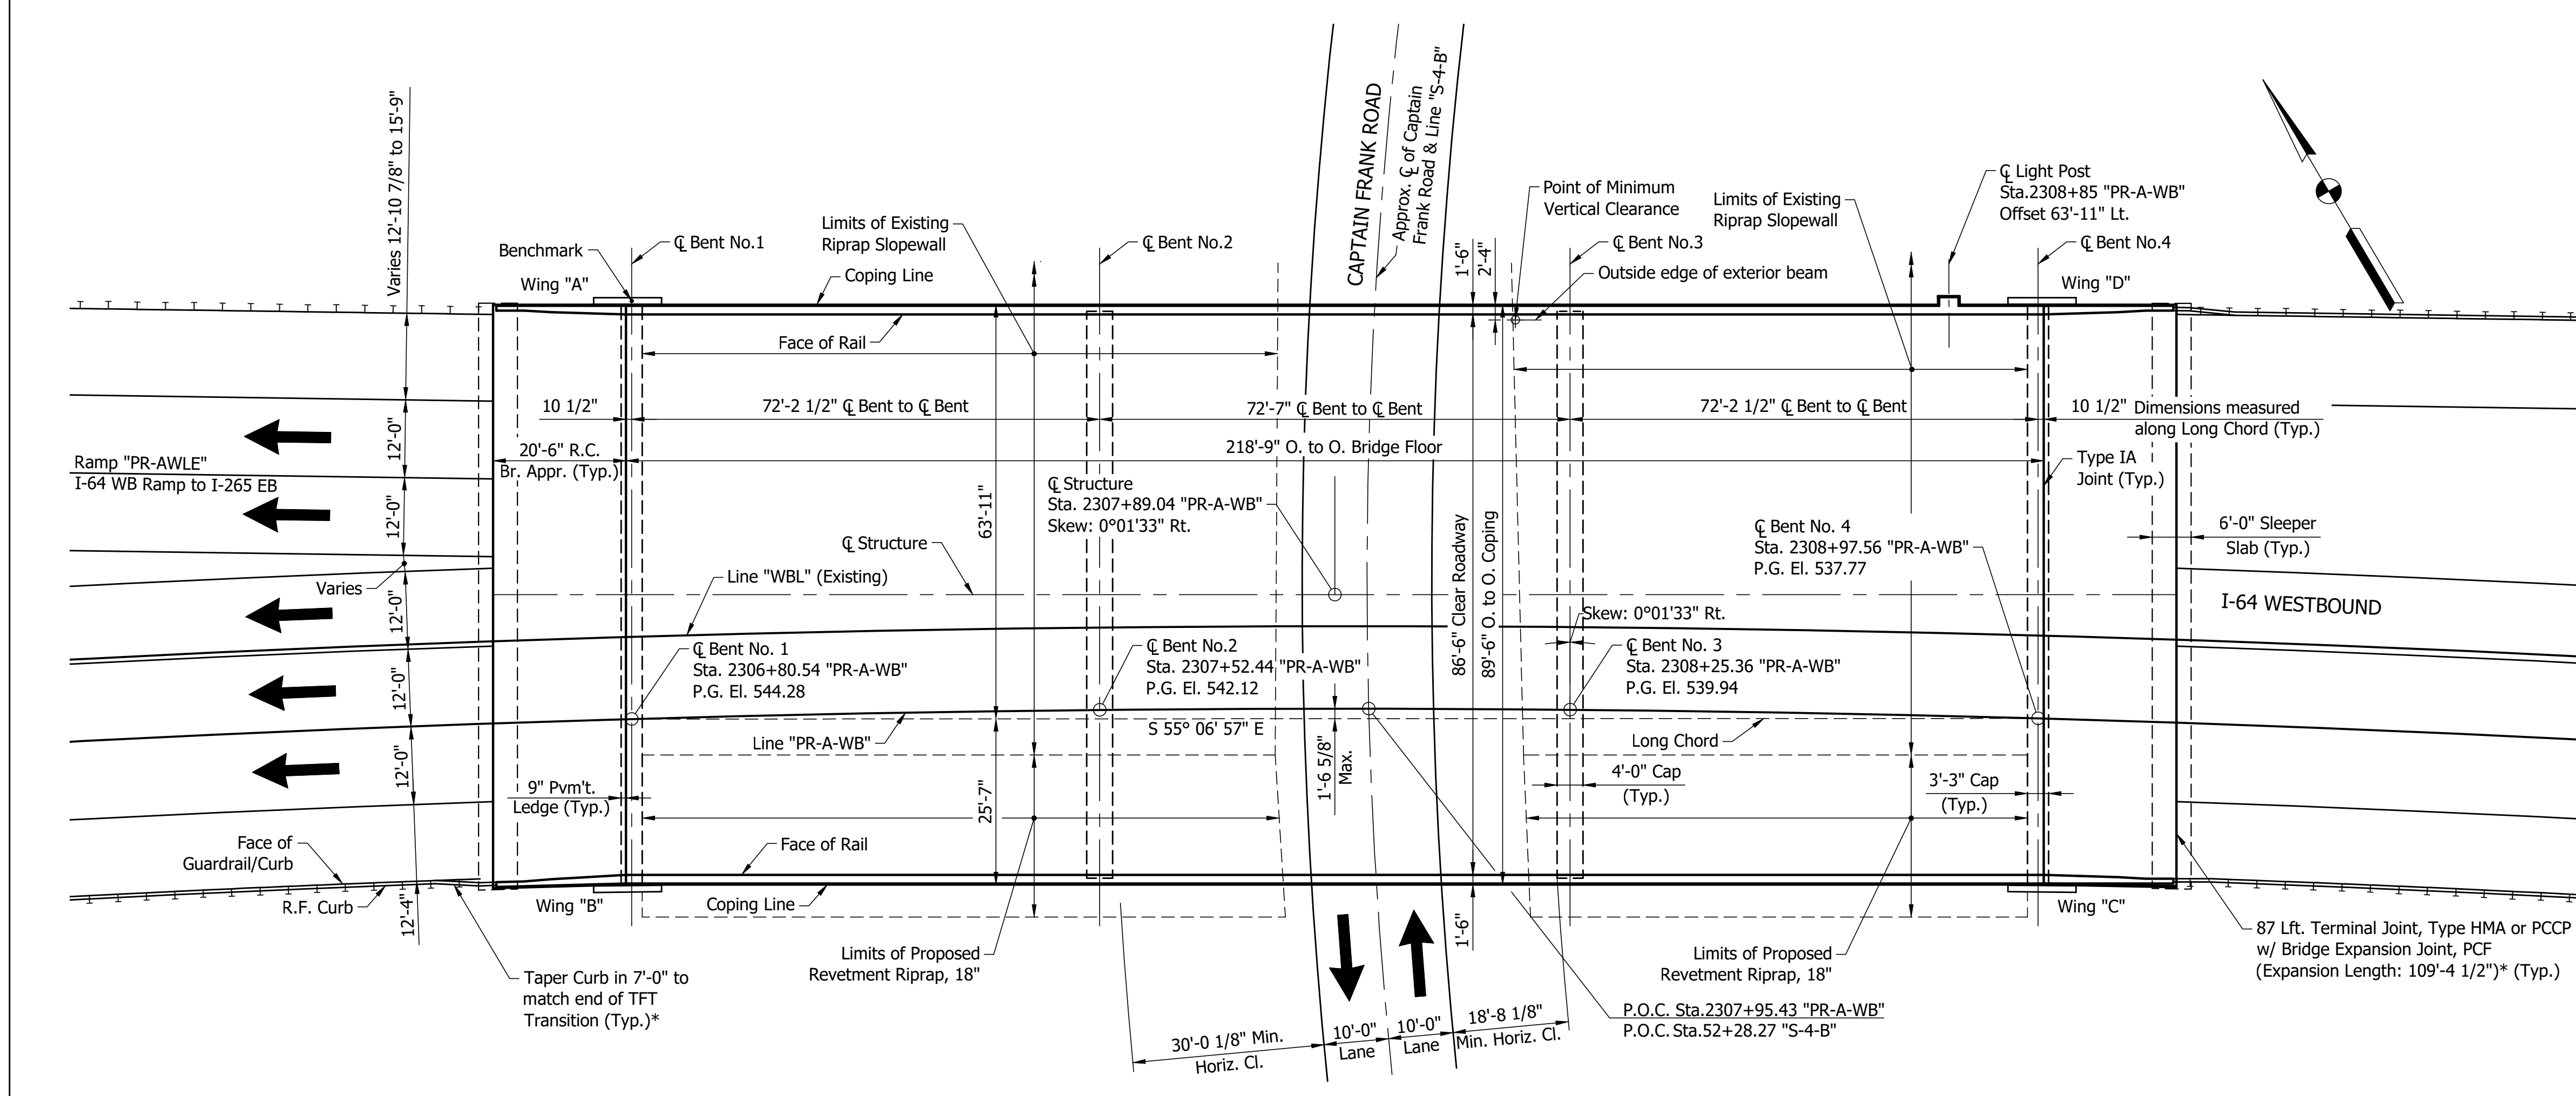 Varies 12'-10 7/8" to 15'-9"
CAPTAIN FRANK ROAD
Approx. ℄ of Captain
Frank Road & Line "S-4-B"
Point of Minimum
Vertical Clearance
Limits of Existing
Riprap Slopewall
℄ Light Post
Sta.2308+85 "PR-A-WB"
Offset 63'-11" Lt.
Limits of Existing
Riprap Slopewall
Benchmark
℄ Bent No.1
℄ Bent No.2
℄ Bent No.3
℄ Bent No.4
1'-6"
2'-4"
Wing "A"
Coping Line
Outside edge of exterior beam
Wing "D"
Face of Rail
10 1/2"
72'-2 1/2" ℄ Bent to ℄ Bent
72'-7" ℄ Bent to ℄ Bent
72'-2 1/2" ℄ Bent to ℄ Bent
10 1/2"
Dimensions measured
along Long Chord (Typ.)
12'-0"
20'-6" R.C.
Br. Appr. (Typ.)
218'-9" O. to O. Bridge Floor
Type IA
Joint (Typ.)
Ramp "PR-AWLE"
I-64 WB Ramp to I-265 EB
12'-0"
63'-11"
℄ Structure
Sta. 2307+89.04 "PR-A-WB"
Skew: 0°01'33" Rt.
86'-6" Clear Roadway
89'-6" O. to O. Coping
℄ Bent No. 4
Sta. 2308+97.56 "PR-A-WB"
P.G. El. 537.77
6'-0" Sleeper
Slab (Typ.)
℄ Structure
Line "WBL" (Existing)
Varies
12'-0"
I-64 WESTBOUND
Skew: 0°01'33" Rt.
℄ Bent No. 1
Sta. 2306+80.54 "PR-A-WB"
P.G. El. 544.28
℄ Bent No.2
Sta. 2307+52.44 "PR-A-WB"
P.G. El. 542.12
℄ Bent No. 3
Sta. 2308+25.36 "PR-A-WB"
P.G. El. 539.94
12'-0"
S 55° 06' 57" E
Line "PR-A-WB"
1'-6 5/8"
Max.
Long Chord
12'-0"
9" Pvm't.
Ledge (Typ.)
25'-7"
4'-0" Cap
(Typ.)
3'-3" Cap
(Typ.)
Face of
Guardrail/Curb
Face of Rail
R.F. Curb
12'-4"
Wing "B"
Coping Line
Wing "C"
1'-6"
Limits of Proposed
Revetment Riprap, 18"
Limits of Proposed
Revetment Riprap, 18"
87 Lft. Terminal Joint, Type HMA or PCCP
w/ Bridge Expansion Joint, PCF
(Expansion Length: 109'-4 1/2")* (Typ.)
Taper Curb in 7'-0" to
match end of TFT
Transition (Typ.)*
30'-0 1/8" Min.
Horiz. Cl.
10'-0"
Lane
10'-0"
Lane
18'-8 1/8"
Min. Horiz. Cl.
P.O.C. Sta.2307+95.43 "PR-A-WB"
P.O.C. Sta.52+28.27 "S-4-B"